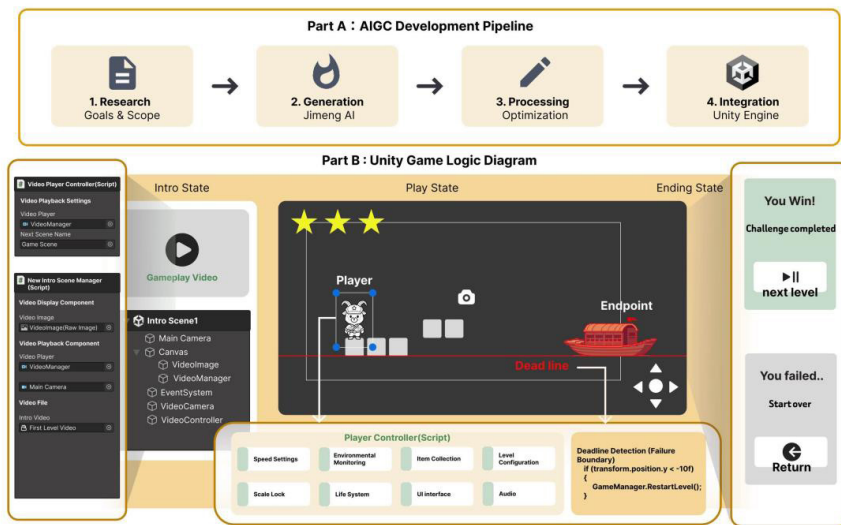 Part A：AIGC Development Pipeline
1. Research
Goals & Scope
2. Generation
Jimeng AI
3. Processing
Optimization
4. Integration
Unity Engine
Part B : Unity Game Logic Diagram
Video Player Controller(Script)
Video Playback Settings
Video Player
VideoManager
Next Scene Name
Game Scene
New Intro Scene Manager
(Script)
Video Display Component
Video Image
VideoImage(Raw Image)
Video Playback Component
Video Player
VideoManager
Main Camera
Video File
Intro Video
First Level Video
Intro State
Gameplay Video
Intro Scene1
Main Camera
Canvas
VideoImage
VideoManager
EventSystem
VideoCamera
VideoController
Play State
Player
Endpoint
Dead line
Player Controller(Script)
Speed Settings
Environmental
Monitoring
Item Collection
Level
Configuration
Scale Lock
Life System
UI interface
Audio
Deadline Detection (Failure
Boundary)
if (transform.position.y < -10f)
{
GameManager.RestartLevel();
}
Ending State
You Win!
Challenge completed
next level
You failed..
Start over
Return